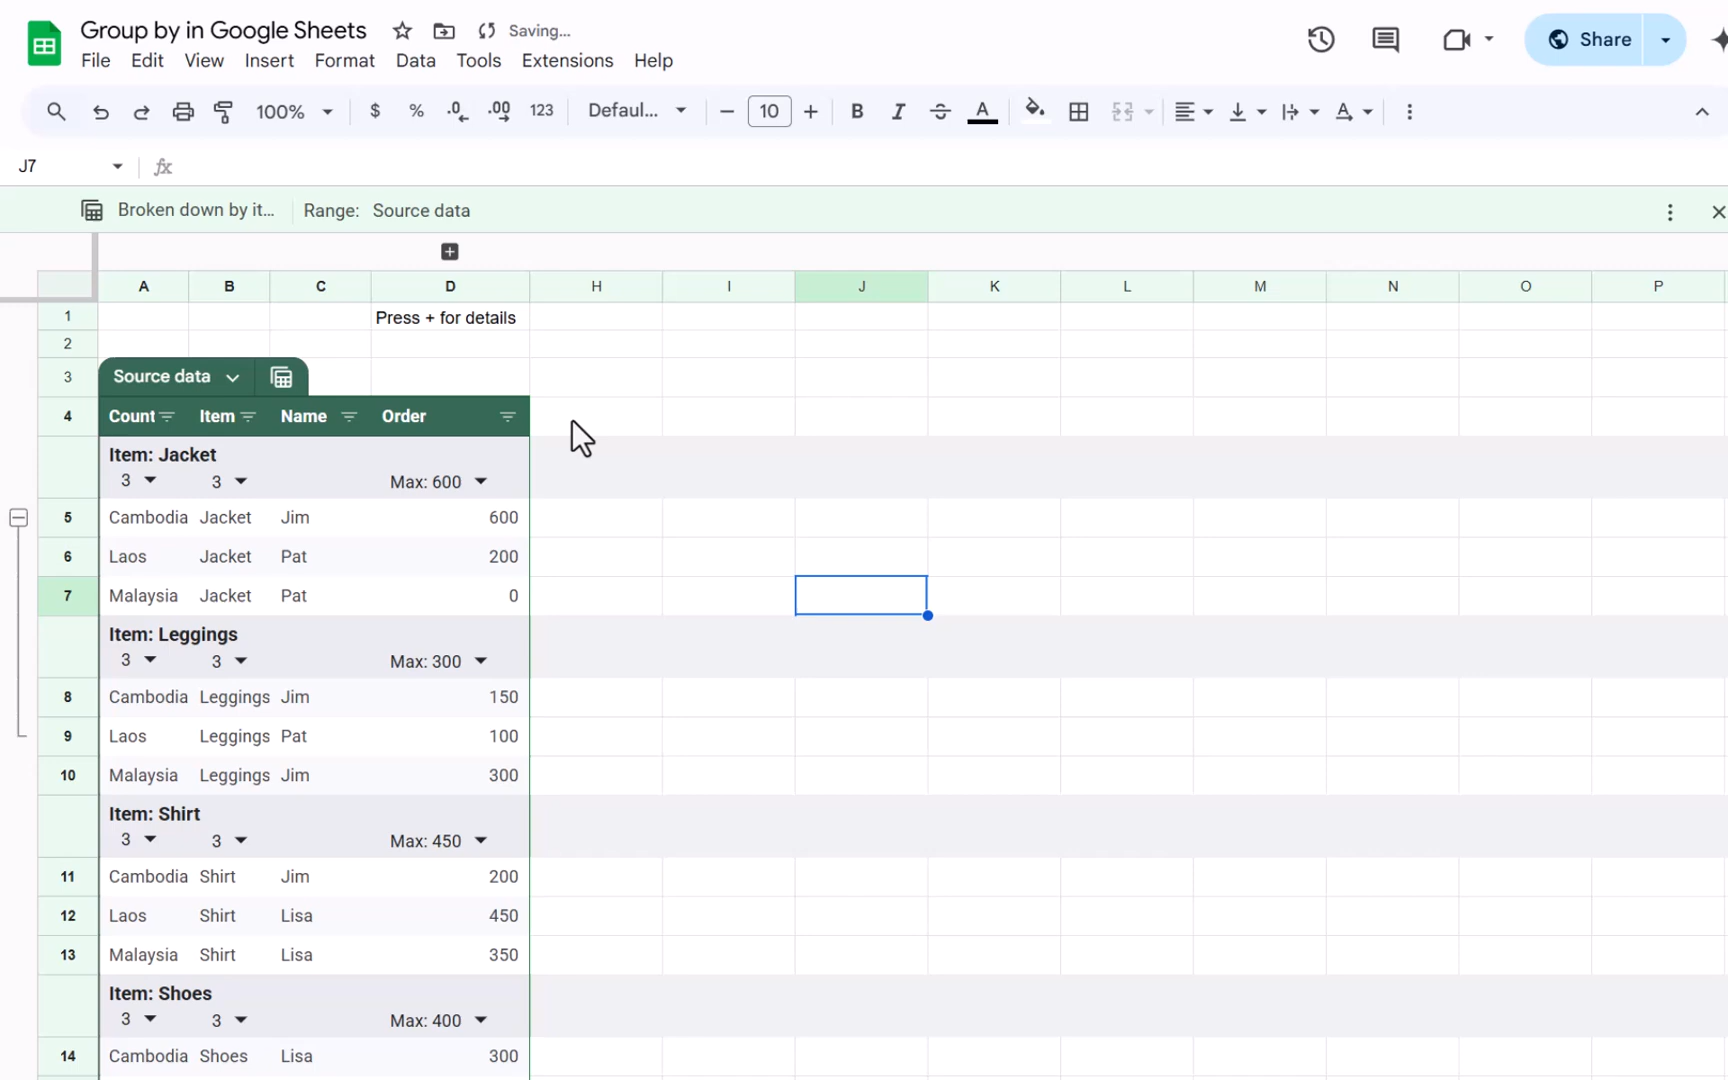 Group by in Google Sheets Saving...
File Edit View Insert Format Data Tools Extensions Help
Share
100% $ % .0 .00 123 Defaul... 10 B I A
J7 fx
Broken down by it... Range: Source data
A B C D H I J K L M N O P
1 Press + for details
2
3 Source data
4 Count Item Name Order
Item: Jacket
3 3 Max: 600
5 Cambodia Jacket Jim 600
6 Laos Jacket Pat 200
7 Malaysia Jacket Pat 0
Item: Leggings
3 3 Max: 300
8 Cambodia Leggings Jim 150
9 Laos Leggings Pat 100
10 Malaysia Leggings Jim 300
Item: Shirt
3 3 Max: 450
11 Cambodia Shirt Jim 200
12 Laos Shirt Lisa 450
13 Malaysia Shirt Lisa 350
Item: Shoes
3 3 Max: 400
14 Cambodia Shoes Lisa 300